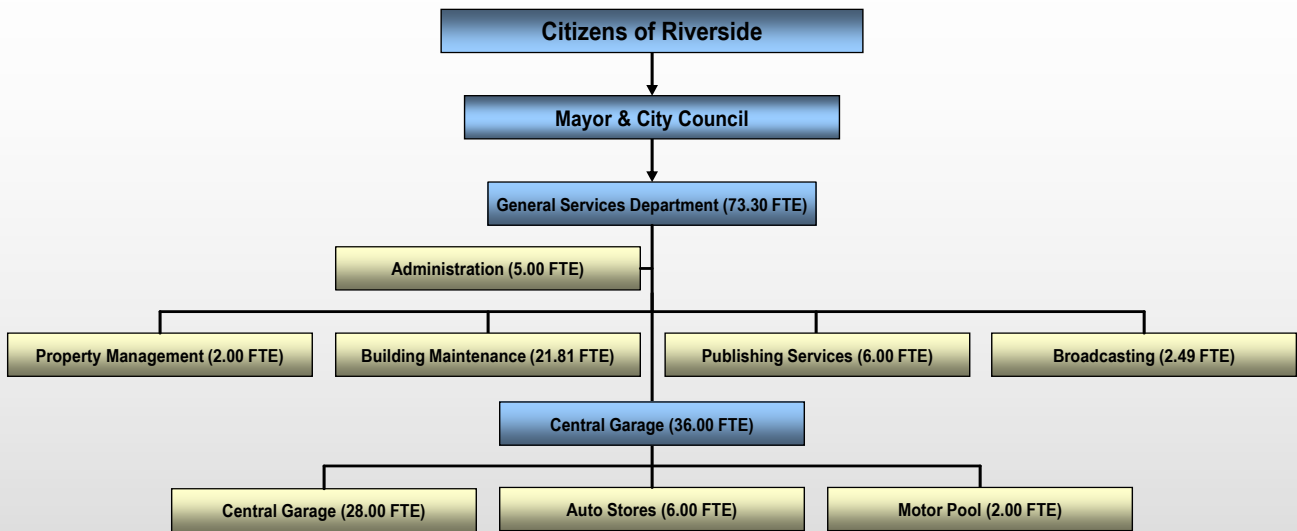 Citizens of Riverside
Mayor & City Council
General Services Department (73.30 FTE)
Administration (5.00 FTE)
Property Management (2.00 FTE)
Building Maintenance (21.81 FTE)
Publishing Services (6.00 FTE)
Broadcasting (2.49 FTE)
Central Garage (36.00 FTE)
Central Garage (28.00 FTE)
Auto Stores (6.00 FTE)
Motor Pool (2.00 FTE)